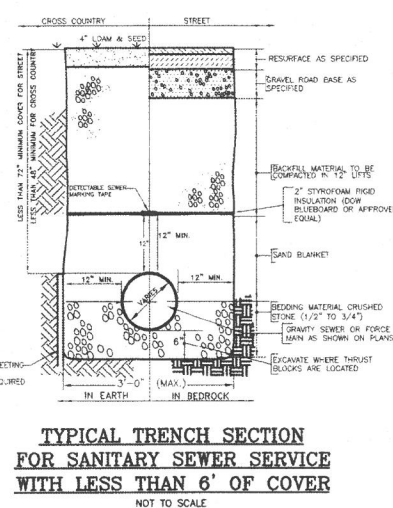 CROSS COUNTRY
STREET
4" LOAM & SEED
RESURFACE AS SPECIFIED
GRAVEL ROAD BASE AS
SPECIFIED
LESS THAN 72" MINIMUM COVER FOR STREET
LESS THAN 48" MINIMUM FOR CROSS COUNTRY
BACKFILL MATERIAL TO BE
COMPACTED IN 12" LIFTS
DETECTABLE SEWER
MARKING TAPE
2" STYROFOAM RIGID
INSULATION (DOW
BLUEBOARD OR APPROVE
EQUAL)
12" MIN.
12"
SAND BLANKET
12" MIN.
12" MIN.
VARIES
BEDDING MATERIAL CRUSHED
STONE (1/2" TO 3/4")
GRAVITY SEWER OR FORCE
MAIN AS SHOWN ON PLANS
6"
EXCAVATE WHERE THRUST
BLOCKS ARE LOCATED
EETING
QUIRED
3'-0" (MAX.)
IN EARTH
IN BEDROCK
TYPICAL TRENCH SECTION
FOR SANITARY SEWER SERVICE
WITH LESS THAN 6' OF COVER
NOT TO SCALE